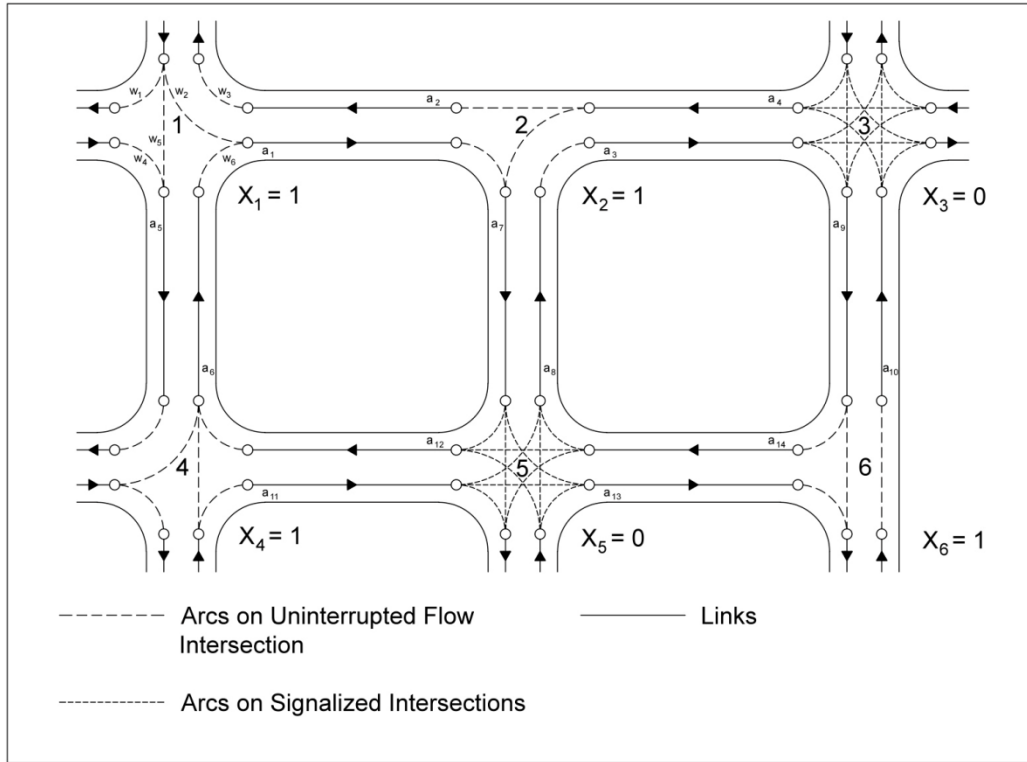 w₁
w₂
w₃
a₂
a₄
1
2
3
w₅
w₄
w₆
a₁
a₃
X₁ = 1
X₂ = 1
X₃ = 0
a₅
a₇
a₉
a₆
a₈
a₁₀
a₁₂
a₁₄
4
5
6
a₁₁
a₁₃
X₄ = 1
X₅ = 0
X₆ = 1
Arcs on Uninterrupted Flow
Intersection
Links
Arcs on Signalized Intersections